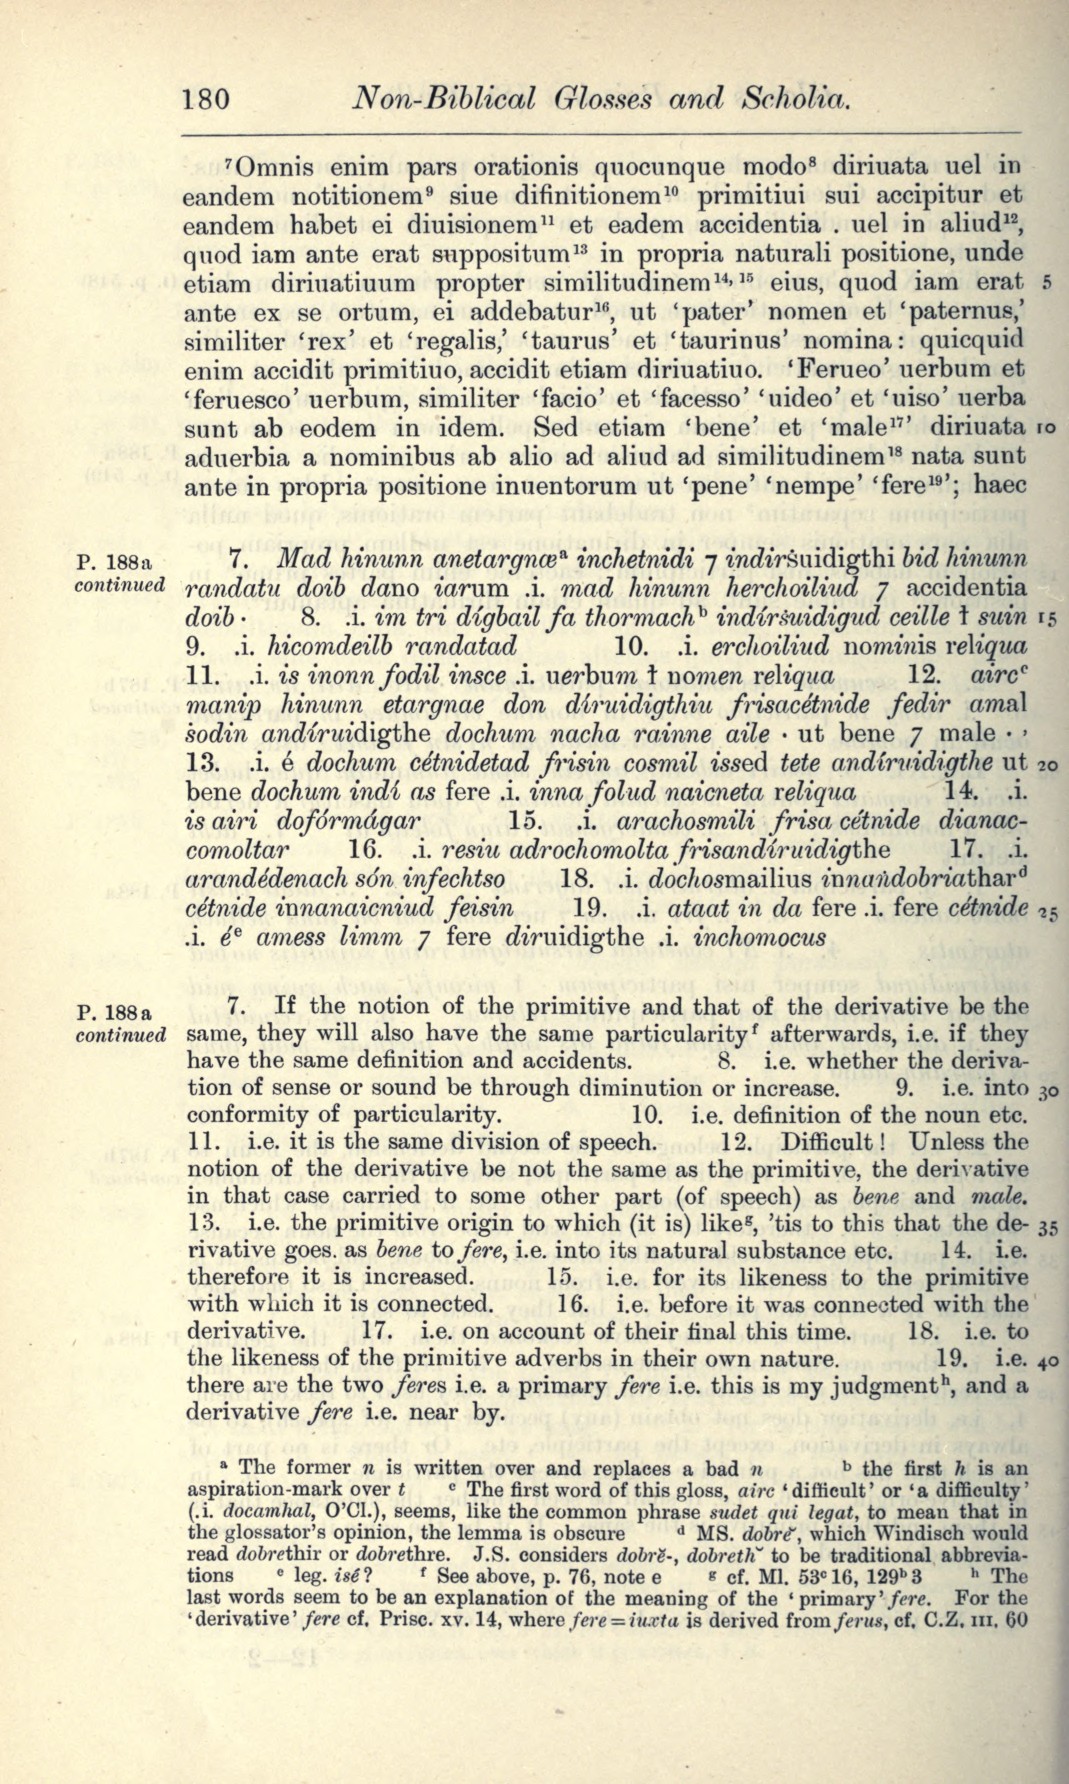 180 Non-Biblical Glosses and Scholia.
⁷Omnis enim pars orationis quocunque modo⁸ diriuata uel in
eandem notitionem⁹ siue difinitionem¹⁰ primitiui sui accipitur et
eandem habet ei diuisionem¹¹ et eadem accidentia . uel in aliud¹²,
quod iam ante erat suppositum¹³ in propria naturali positione, unde
etiam diriuatiuum propter similitudinem¹⁴, ¹⁵ eius, quod iam erat 5
ante ex se ortum, ei addebatur¹⁶, ut ‘pater’ nomen et ‘paternus,’
similiter ‘rex’ et ‘regalis,’ ‘taurus’ et ‘taurinus’ nomina: quicquid
enim accidit primitiuo, accidit etiam diriuatiuo. ‘Ferueo’ uerbum et
‘feruesco’ uerbum, similiter ‘facio’ et ‘facesso’ ‘uideo’ et ‘uiso’ uerba
sunt ab eodem in idem. Sed etiam ‘bene’ et ‘male¹⁷’ diriuata 10
aduerbia a nominibus ab alio ad aliud ad similitudinem¹⁸ nata sunt
ante in propria positione inuentorum ut ‘pene’ ‘nempe’ ‘fere¹⁹’; haec
P. 188a continued
7. Mad hinunn anetargnœᵃ inchetnidi ⁊ indirṡuidigthi bid hinunn
randatu doib dano iarum .i. mad hinunn herchoiliud ⁊ accidentia
doib · 8. .i. im tri dígbail fa thormachᵇ indírṡuidigud ceille ɫ suin 15
9. .i. hicomdeilb randatad 10. .i. erchoiliud nominis reliqua
11. .i. is inonn fodil insce .i. uerbum ɫ nomen reliqua 12. aircᶜ
manip hinunn etargnae don díruidigthiu frisacétnide fedir amal
ṡodin andíruidigthe dochum nacha rainne aile · ut bene ⁊ male · ’
13. .i. é dochum cétnidetad frisin cosmil issed tete andíruidigthe ut 20
bene dochum indí as fere .i. inna folud naicneta reliqua 14. .i.
is airi dofórmágar 15. .i. arachosmili frisa cétnide dianac-
comoltar 16. .i. resiu adrochomolta frisandíruidigthe 17. .i.
arandédenach són infechtso 18. .i. dochosmailius innaṅdobriatharᵈ
cétnide innanaicniud feisin 19. .i. ataat in da fere .i. fere cétnide 25
.i. éᵉ amess limm ⁊ fere diruidigthe .i. inchomocus
P. 188a continued
7. If the notion of the primitive and that of the derivative be the
same, they will also have the same particularityᶠ afterwards, i.e. if they
have the same definition and accidents. 8. i.e. whether the deriva-
tion of sense or sound be through diminution or increase. 9. i.e. into 30
conformity of particularity. 10. i.e. definition of the noun etc.
11. i.e. it is the same division of speech. 12. Difficult! Unless the
notion of the derivative be not the same as the primitive, the derivative
in that case carried to some other part (of speech) as bene and male.
13. i.e. the primitive origin to which (it is) likeᵍ, ’tis to this that the de- 35
rivative goes. as bene to fere, i.e. into its natural substance etc. 14. i.e.
therefore it is increased. 15. i.e. for its likeness to the primitive
with which it is connected. 16. i.e. before it was connected with the
derivative. 17. i.e. on account of their final this time. 18. i.e. to
the likeness of the primitive adverbs in their own nature. 19. i.e. 40
there are the two feres i.e. a primary fere i.e. this is my judgmentʰ, and a
derivative fere i.e. near by.
ᵃ The former n is written over and replaces a bad n ᵇ the first h is an
aspiration-mark over t ᶜ The first word of this gloss, airc ‘difficult’ or ‘a difficulty’
(.i. docamhal, O’Cl.), seems, like the common phrase sudet qui legat, to mean that in
the glossator’s opinion, the lemma is obscure ᵈ MS. dobrĕ, which Windisch would
read dobrethir or dobrethre. J.S. considers dobrĕ-, dobreth˘ to be traditional abbrevia-
tions ᵉ leg. isé? ᶠ See above, p. 76, note e ᵍ cf. Ml. 53ᶜ16, 129ᵇ3 ʰ The
last words seem to be an explanation of the meaning of the ‘primary’ fere. For the
‘derivative’ fere cf. Prisc. xv. 14, where fere=iuxta is derived from ferus, cf. C.Z. III, 60